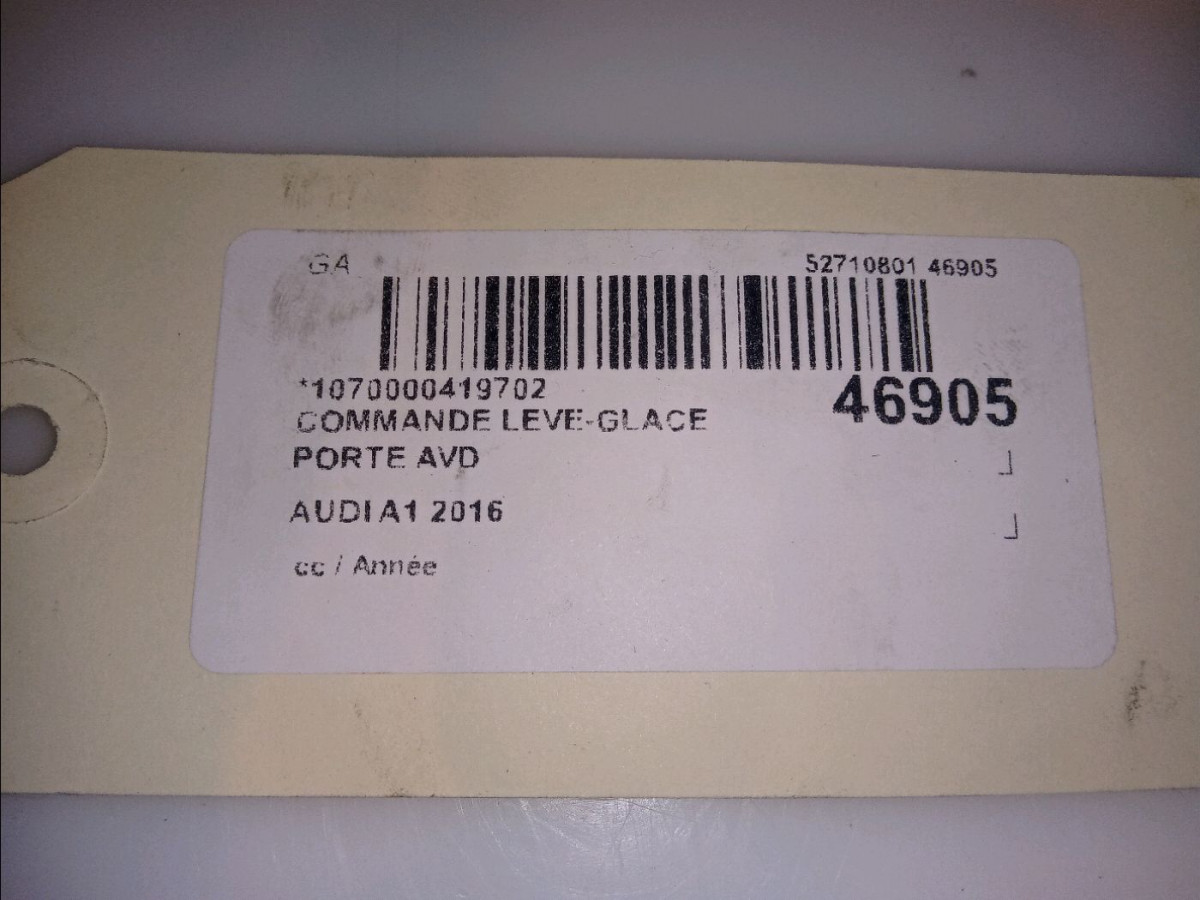 GA 52710801 46905
*1070000419702 46905
COMMANDE LEVE-GLACE
PORTE AVD
AUDI A1 2016
cc / Année